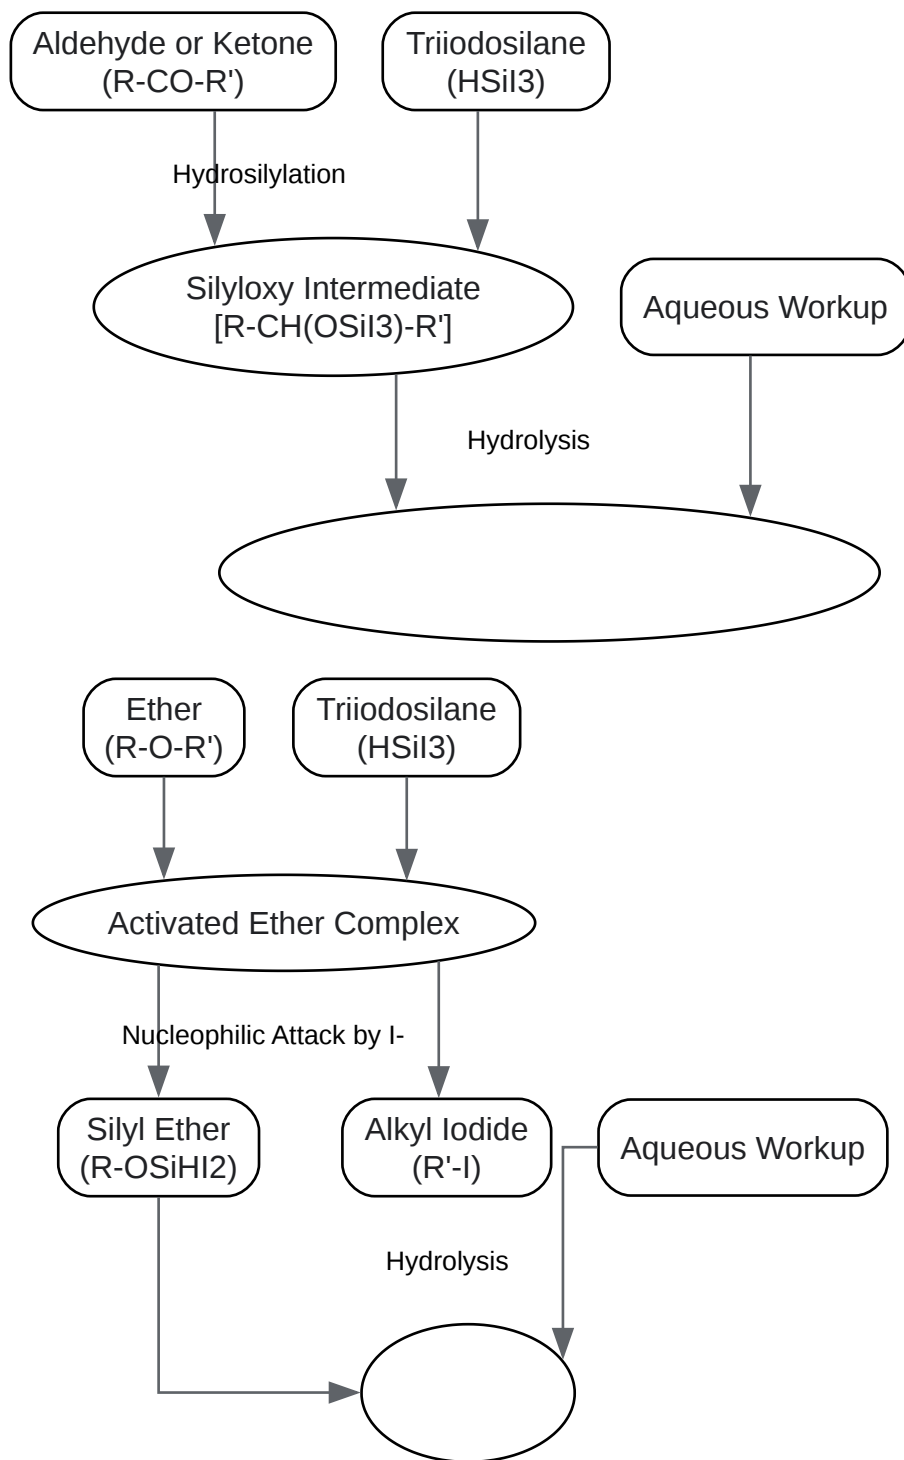 Aldehyde or Ketone
(R-CO-R')
Triiodosilane
(HSiI3)
Hydrosilylation
Silyloxy Intermediate
[R-CH(OSiI3)-R']
Aqueous Workup
Hydrolysis
Ether
(R-O-R')
Triiodosilane
(HSiI3)
Activated Ether Complex
Nucleophilic Attack by I-
Silyl Ether
(R-OSiHI2)
Alkyl Iodide
(R'-I)
Aqueous Workup
Hydrolysis